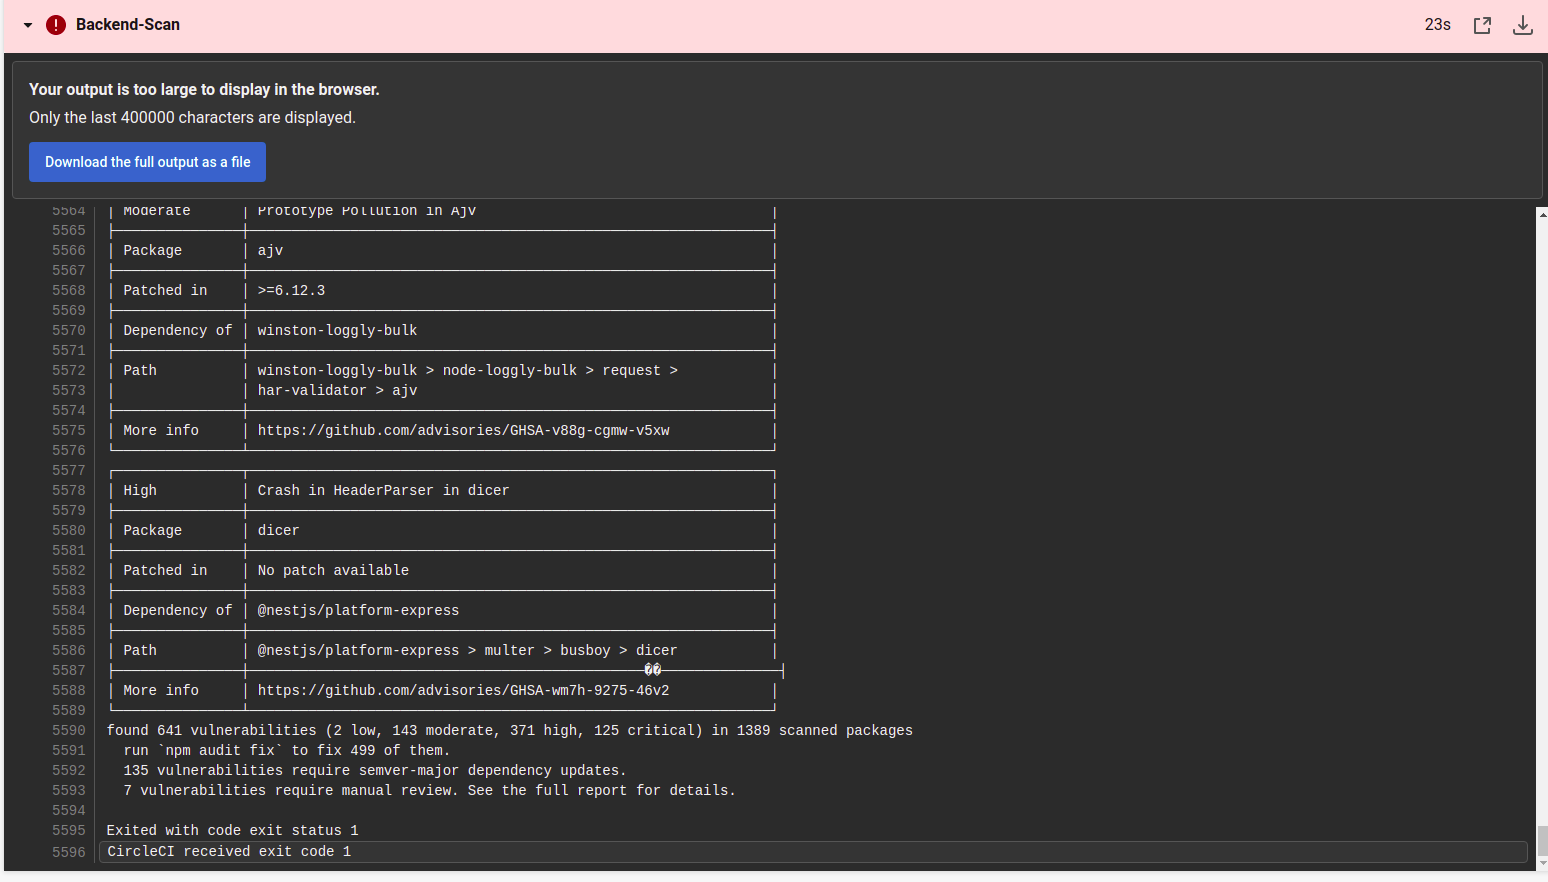 Backend-Scan
23s
Your output is too large to display in the browser.
Only the last 400000 characters are displayed.
Download the full output as a file
5564 | Moderate | Prototype Pollution in Ajv |
5565
5566 | Package | ajv |
5567
5568 | Patched in | >=6.12.3 |
5569
5570 | Dependency of | winston-loggly-bulk |
5571
5572 | Path | winston-loggly-bulk > node-loggly-bulk > request > |
5573 | | har-validator > ajv |
5574
5575 | More info | https://github.com/advisories/GHSA-v88g-cgmw-v5xw |
5576
5577
5578 | High | Crash in HeaderParser in dicer |
5579
5580 | Package | dicer |
5581
5582 | Patched in | No patch available |
5583
5584 | Dependency of | @nestjs/platform-express |
5585
5586 | Path | @nestjs/platform-express > multer > busboy > dicer |
5587 ��
5588 | More info | https://github.com/advisories/GHSA-wm7h-9275-46v2 |
5589
5590 found 641 vulnerabilities (2 low, 143 moderate, 371 high, 125 critical) in 1389 scanned packages
5591 run `npm audit fix` to fix 499 of them.
5592 135 vulnerabilities require semver-major dependency updates.
5593 7 vulnerabilities require manual review. See the full report for details.
5594
5595 Exited with code exit status 1
5596 CircleCI received exit code 1